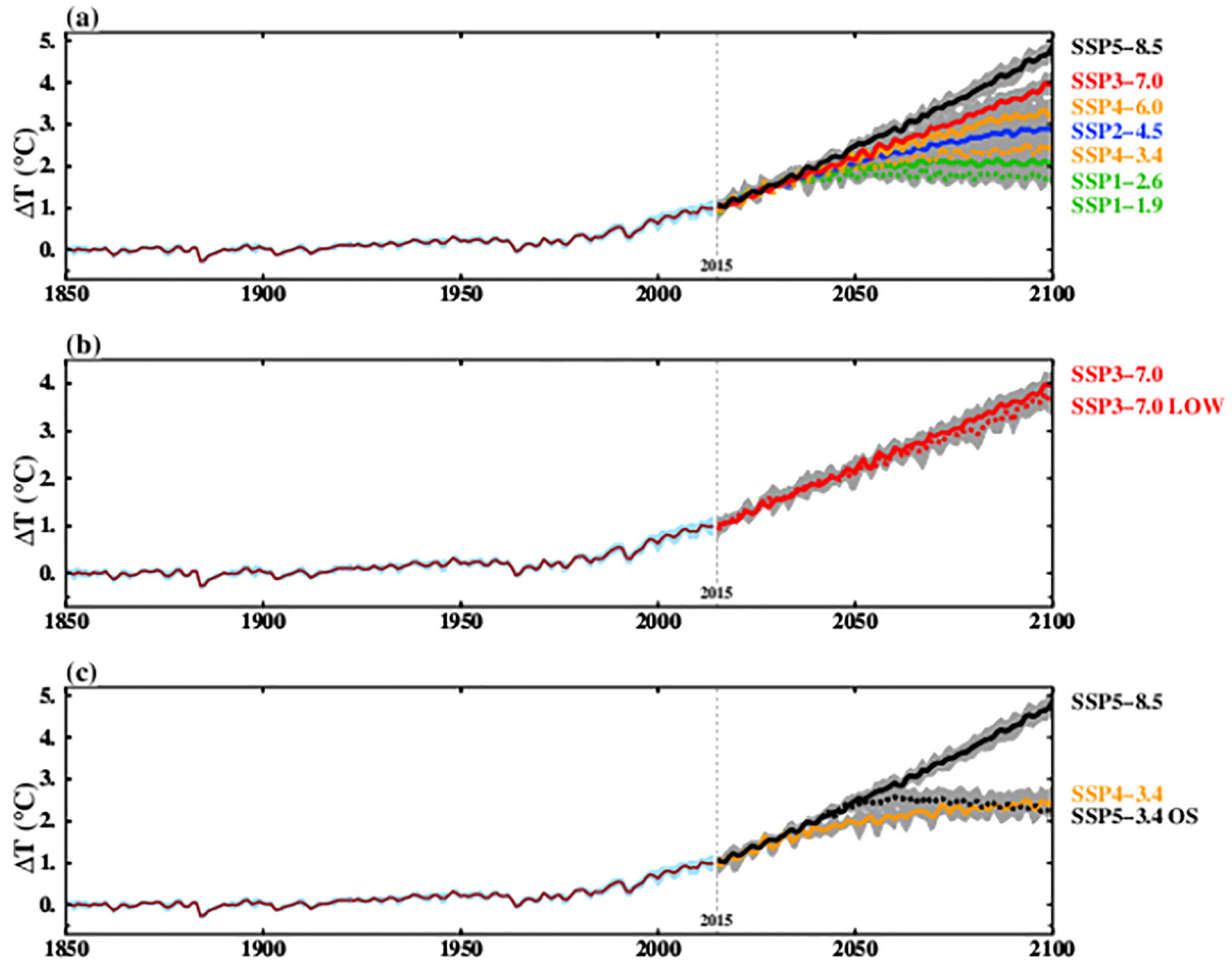 (a)
ΔT (°C)
5.
4.
3.
2.
1.
0.
2015
1850 1900 1950 2000 2050 2100
SSP5–8.5
SSP3–7.0
SSP4–6.0
SSP2–4.5
SSP4–3.4
SSP1–2.6
SSP1–1.9
(b)
ΔT (°C)
4.
3.
2.
1.
0.
2015
1850 1900 1950 2000 2050 2100
SSP3–7.0
SSP3–7.0 LOW
(c)
ΔT (°C)
5.
4.
3.
2.
1.
0.
2015
1850 1900 1950 2000 2050 2100
SSP5–8.5
SSP4–3.4
SSP5–3.4 OS